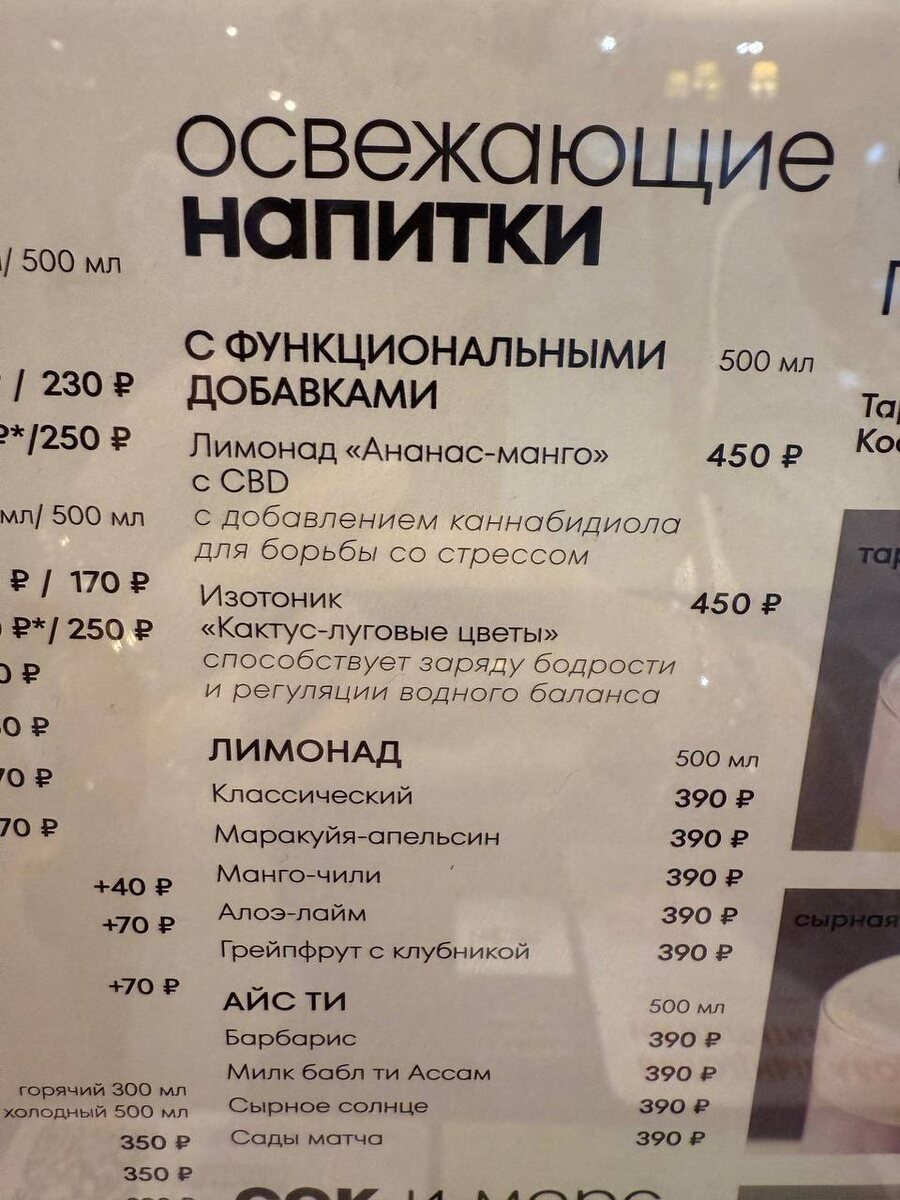 освежающие
напитки
/ 500 мл
С ФУНКЦИОНАЛЬНЫМИ 500 мл
ДОБАВКАМИ
/ 230 ₽
₽*/250 ₽
Лимонад «Ананас-манго» 450 ₽
с CBD
с добавлением каннабидиола
для борьбы со стрессом
мл/ 500 мл
Изотоник 450 ₽
«Кактус-луговые цветы»
способствует заряду бодрости
и регуляции водного баланса
₽ / 170 ₽
₽*/ 250 ₽
ЛИМОНАД 500 мл
Классический 390 ₽
Маракуйя-апельсин 390 ₽
Манго-чили 390 ₽
Алоэ-лайм 390 ₽
Грейпфрут с клубникой 390 ₽
+40 ₽
+70 ₽
+70 ₽
АЙС ТИ 500 мл
Барбарис 390 ₽
Милк бабл ти Ассам 390 ₽
Сырное солнце 390 ₽
Сады матча 390 ₽
горячий 300 мл
холодный 500 мл
350 ₽
350 ₽
сок и морс
сырная